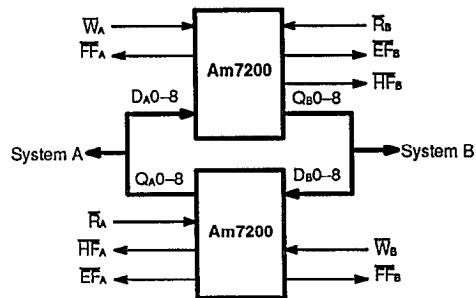 W̅A
R̅B
F̅F̅A
E̅F̅B
Am7200
H̅F̅B
DA0–8
QB0–8
System A
System B
QA0–8
DB0–8
R̅A
Am7200
H̅F̅A
W̅B
E̅F̅A
F̅F̅B